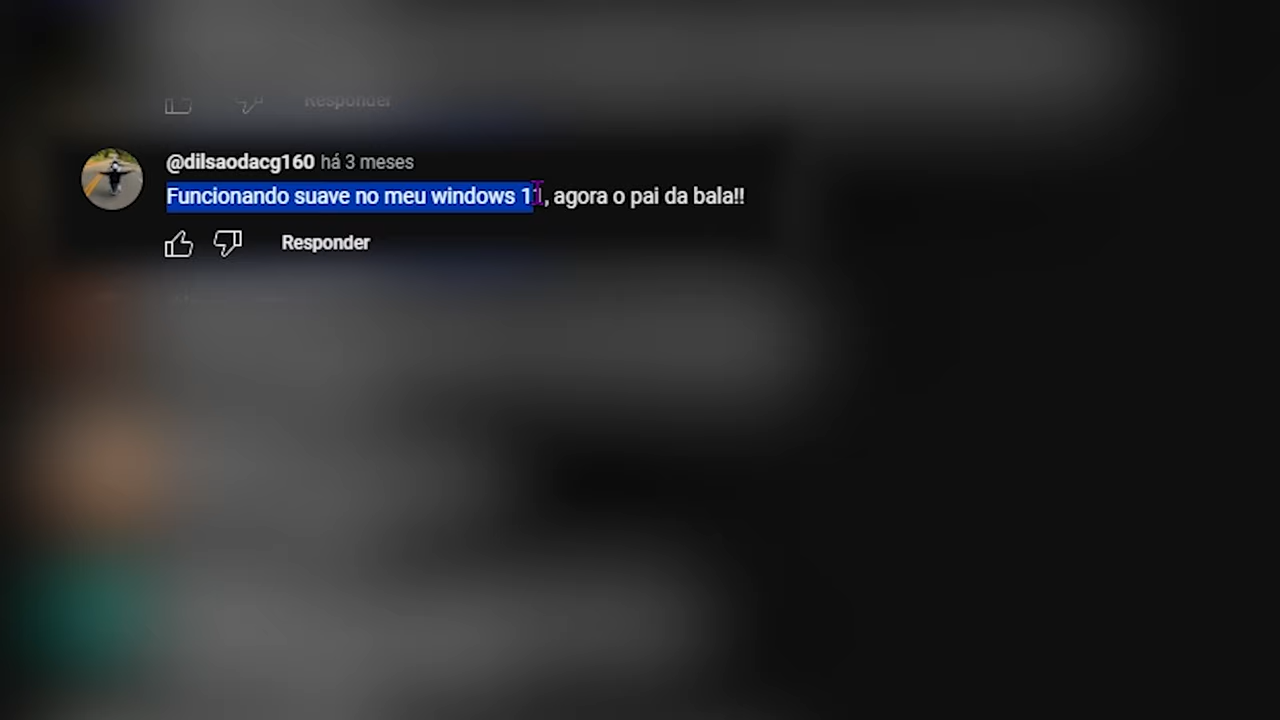 Responder
@dilsaodacg160 há 3 meses
Funcionando suave no meu windows 11, agora o pai da bala!!
Responder